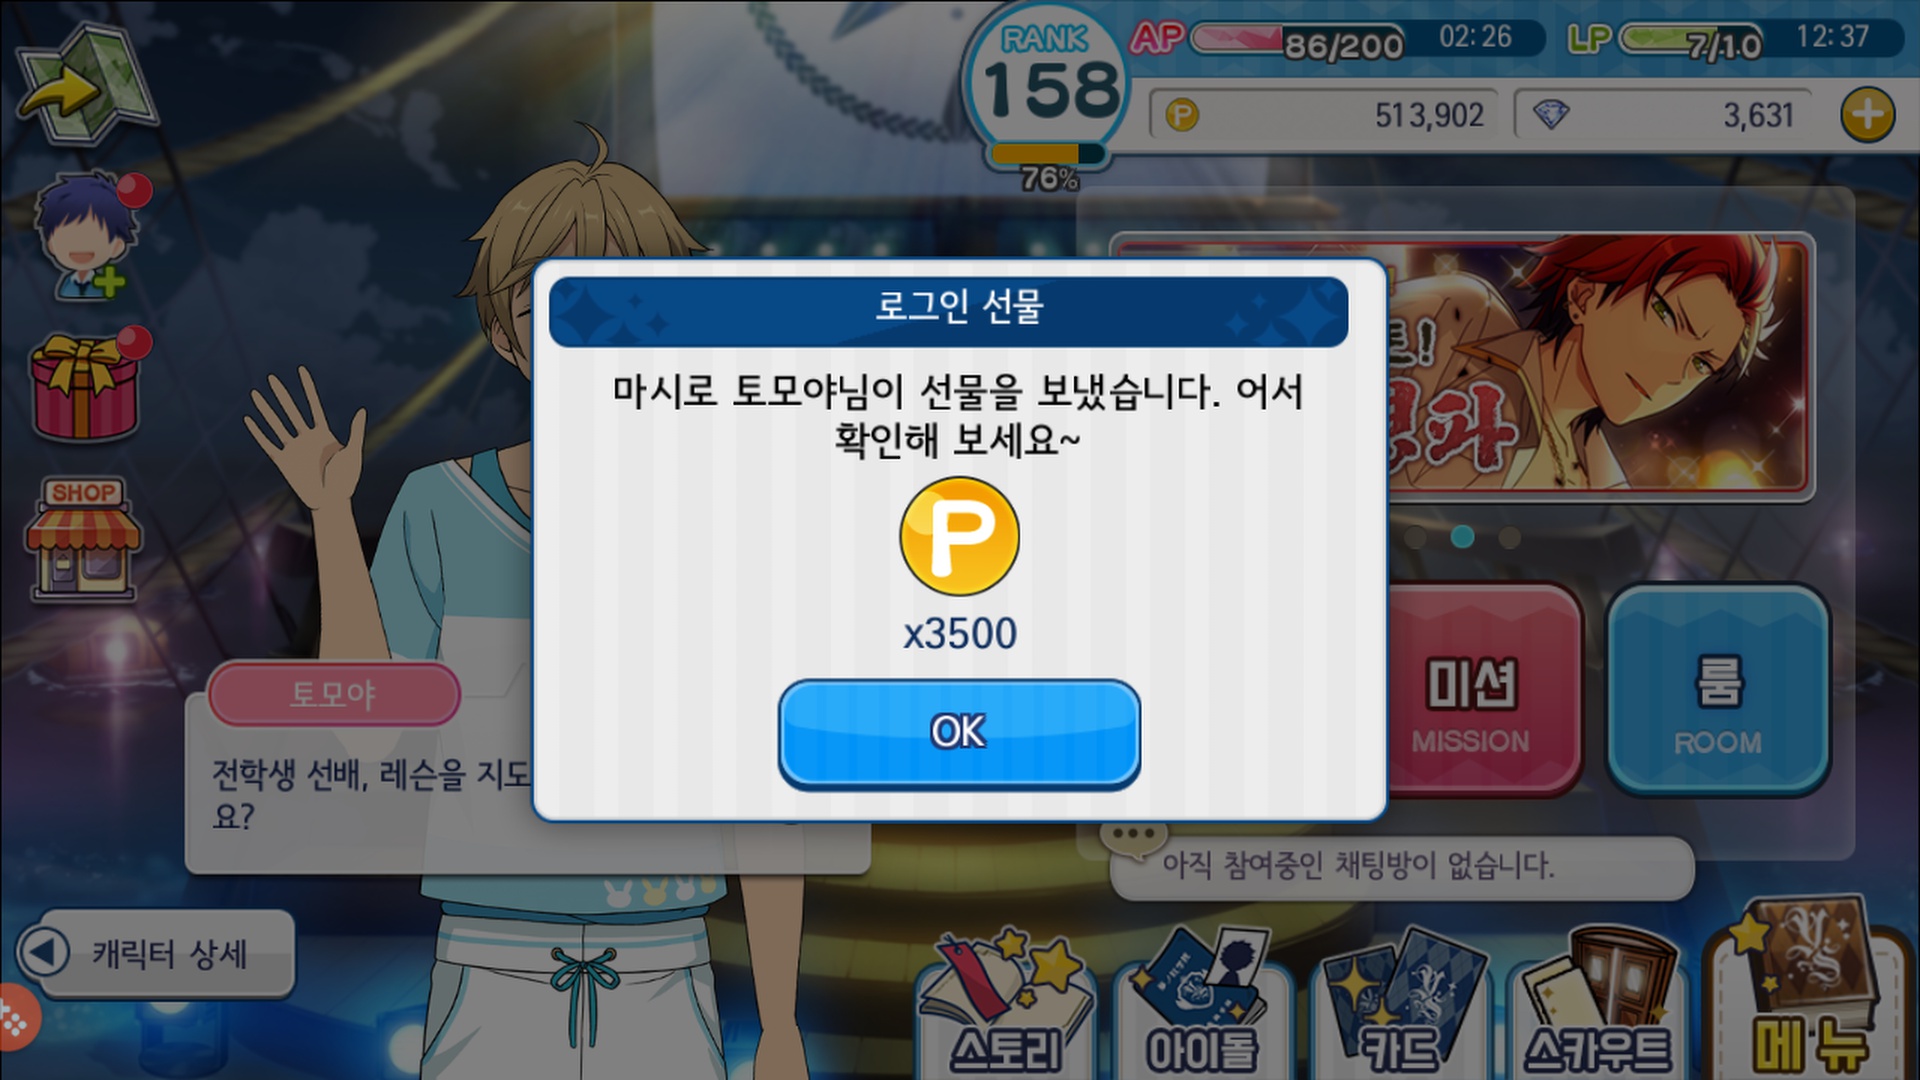 RANK
158
76%
AP
86/200
02:26
LP
7/10
12:37
P
513,902
3,631
SHOP
로그인 선물
마시로 토모야님이 선물을 보냈습니다. 어서
확인해 보세요~
P
x3500
OK
토모야
전학생 선배, 레슨을 지도
요?
미션
MISSION
룸
ROOM
아직 참여중인 채팅방이 없습니다.
캐릭터 상세
스토리
아이돌
카드
스카우트
메뉴